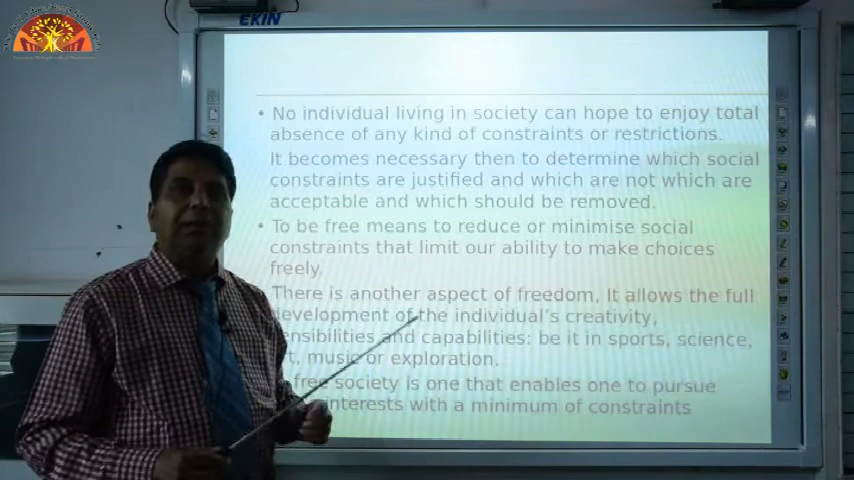 EKIN
• No individual living in society can hope to enjoy total
absence of any kind of constraints or restrictions.
It becomes necessary then to determine which social
constraints are justified and which are not which are
acceptable and which should be removed.
• To be free means to reduce or minimise social
constraints that limit our ability to make choices
freely.
There is another aspect of freedom, It allows the full
development of the individual's creativity,
ensibilities and capabilities: be it in sports, science,
t, music or exploration.
free society is one that enables one to pursue
interests with a minimum of constraints